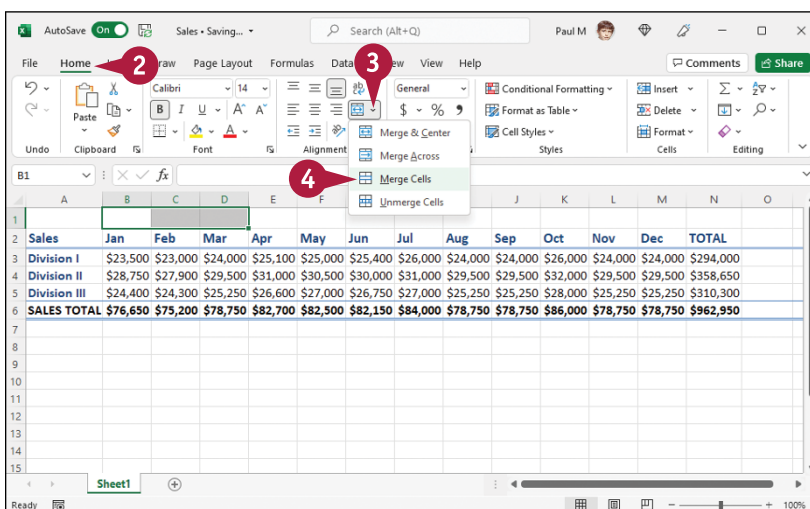 AutoSave On Sales • Saving... Search (Alt+Q) Paul M
File Home raw Page Layout Formulas Data ew View Help Comments Share
2
3
Calibri 14 General Conditional Formatting Insert
Paste B I U A A $ % 9 Format as Table Delete
A Cell Styles Format
Undo Clipboard Font Alignment Styles Cells Editing
Merge & Center
Merge Across
4 Merge Cells
Unmerge Cells
B1 fx
A B C D E F J K L M N O
1
2 Sales Jan Feb Mar Apr May Jun Jul Aug Sep Oct Nov Dec TOTAL
3 Division I $23,500 $23,000 $24,000 $25,100 $25,000 $25,400 $26,000 $24,000 $24,000 $26,000 $24,000 $24,000 $294,000
4 Division II $28,750 $27,900 $29,500 $31,000 $30,500 $30,000 $31,000 $29,500 $29,500 $32,000 $29,500 $29,500 $358,650
5 Division III $24,400 $24,300 $25,250 $26,600 $27,000 $26,750 $27,000 $25,250 $25,250 $28,000 $25,250 $25,250 $310,300
6 SALES TOTAL $76,650 $75,200 $78,750 $82,700 $82,500 $82,150 $84,000 $78,750 $78,750 $86,000 $78,750 $78,750 $962,950
7
8
9
10
11
12
13
14
15
Sheet1
Ready 100%